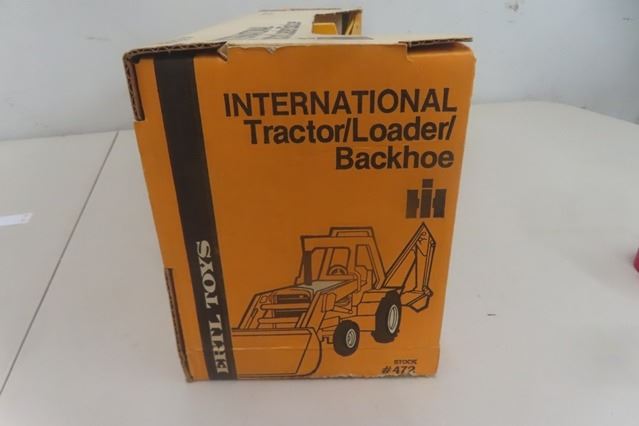 INTERNATIONAL
Tractor/Loader/
Backhoe
IH
ERTL TOYS
STOCK
#472